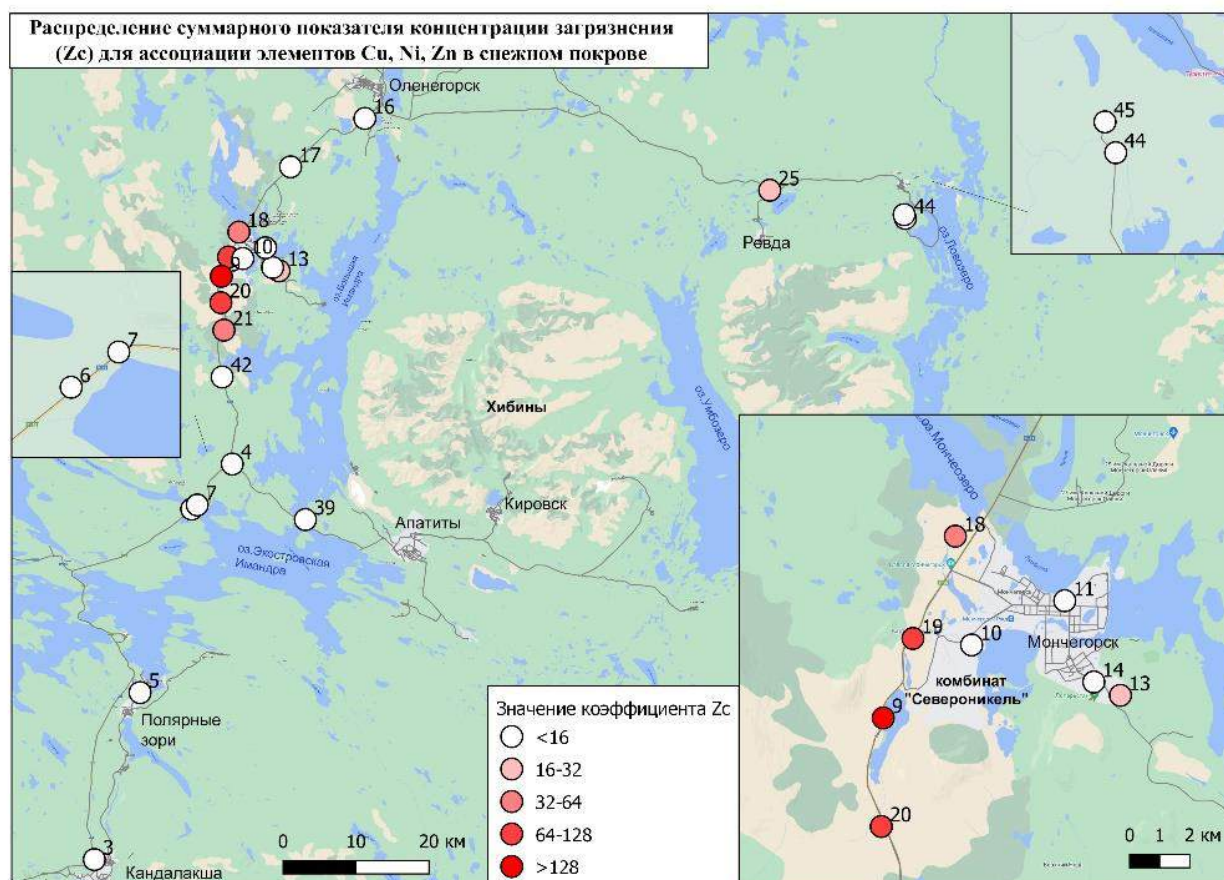 Распределение суммарного показателя концентрации загрязнения
(Zc) для ассоциации элементов Cu, Ni, Zn в снежном покрове
Оленегорск
16
17
45
44
25
18
44
10
13
Ревда
оз.Ловозеро
оз.Большая
Имандра
9
20
21
7
6
42
Хибины
оз.Умбозеро
4
7
39
Кировск
Апатиты
оз.Экостровская
Имандра
оз.Мончеозеро
18
11
19
10
Мончегорск
14
13
комбинат
"Североникель"
9
20
5
Полярные
зори
3
Кандалакша
Значение коэффициента Zc
<16
16-32
32-64
64-128
>128
0 10 20 км
0 1 2 км